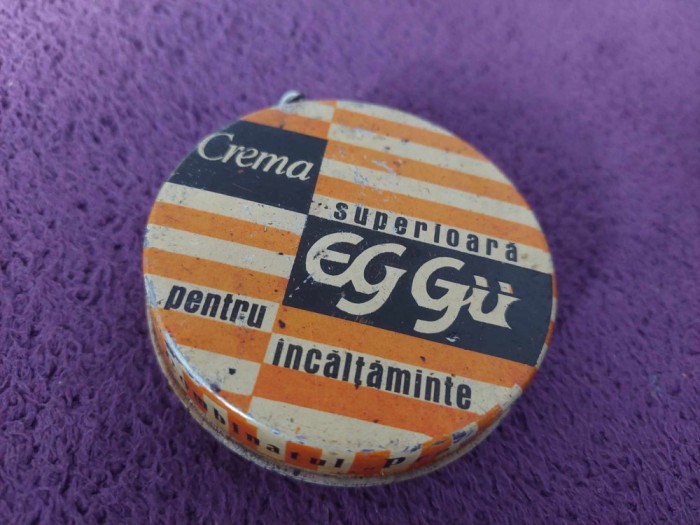 Crema
superioară
EG Gü
pentru
încălțăminte